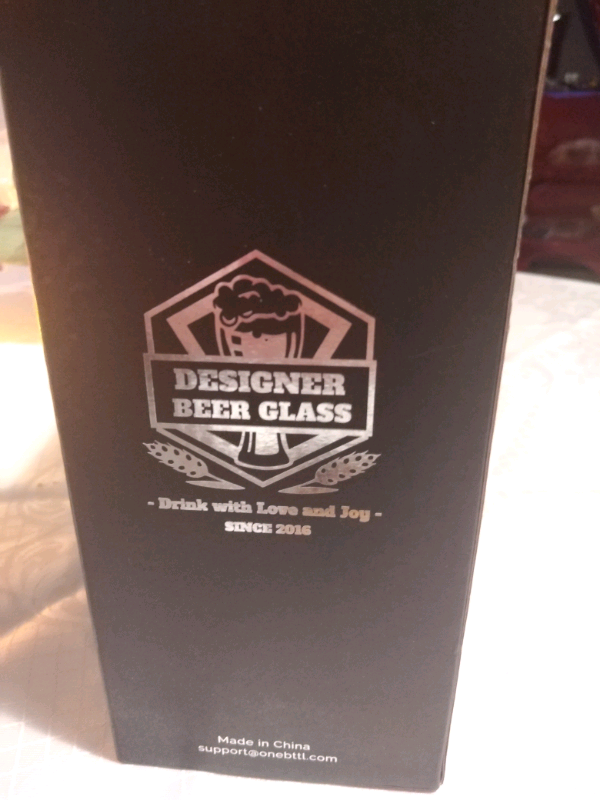 DESIGNER
BEER GLASS
- Drink with Love and Joy -
SINCE 2016
Made in China
support@onebttl.com